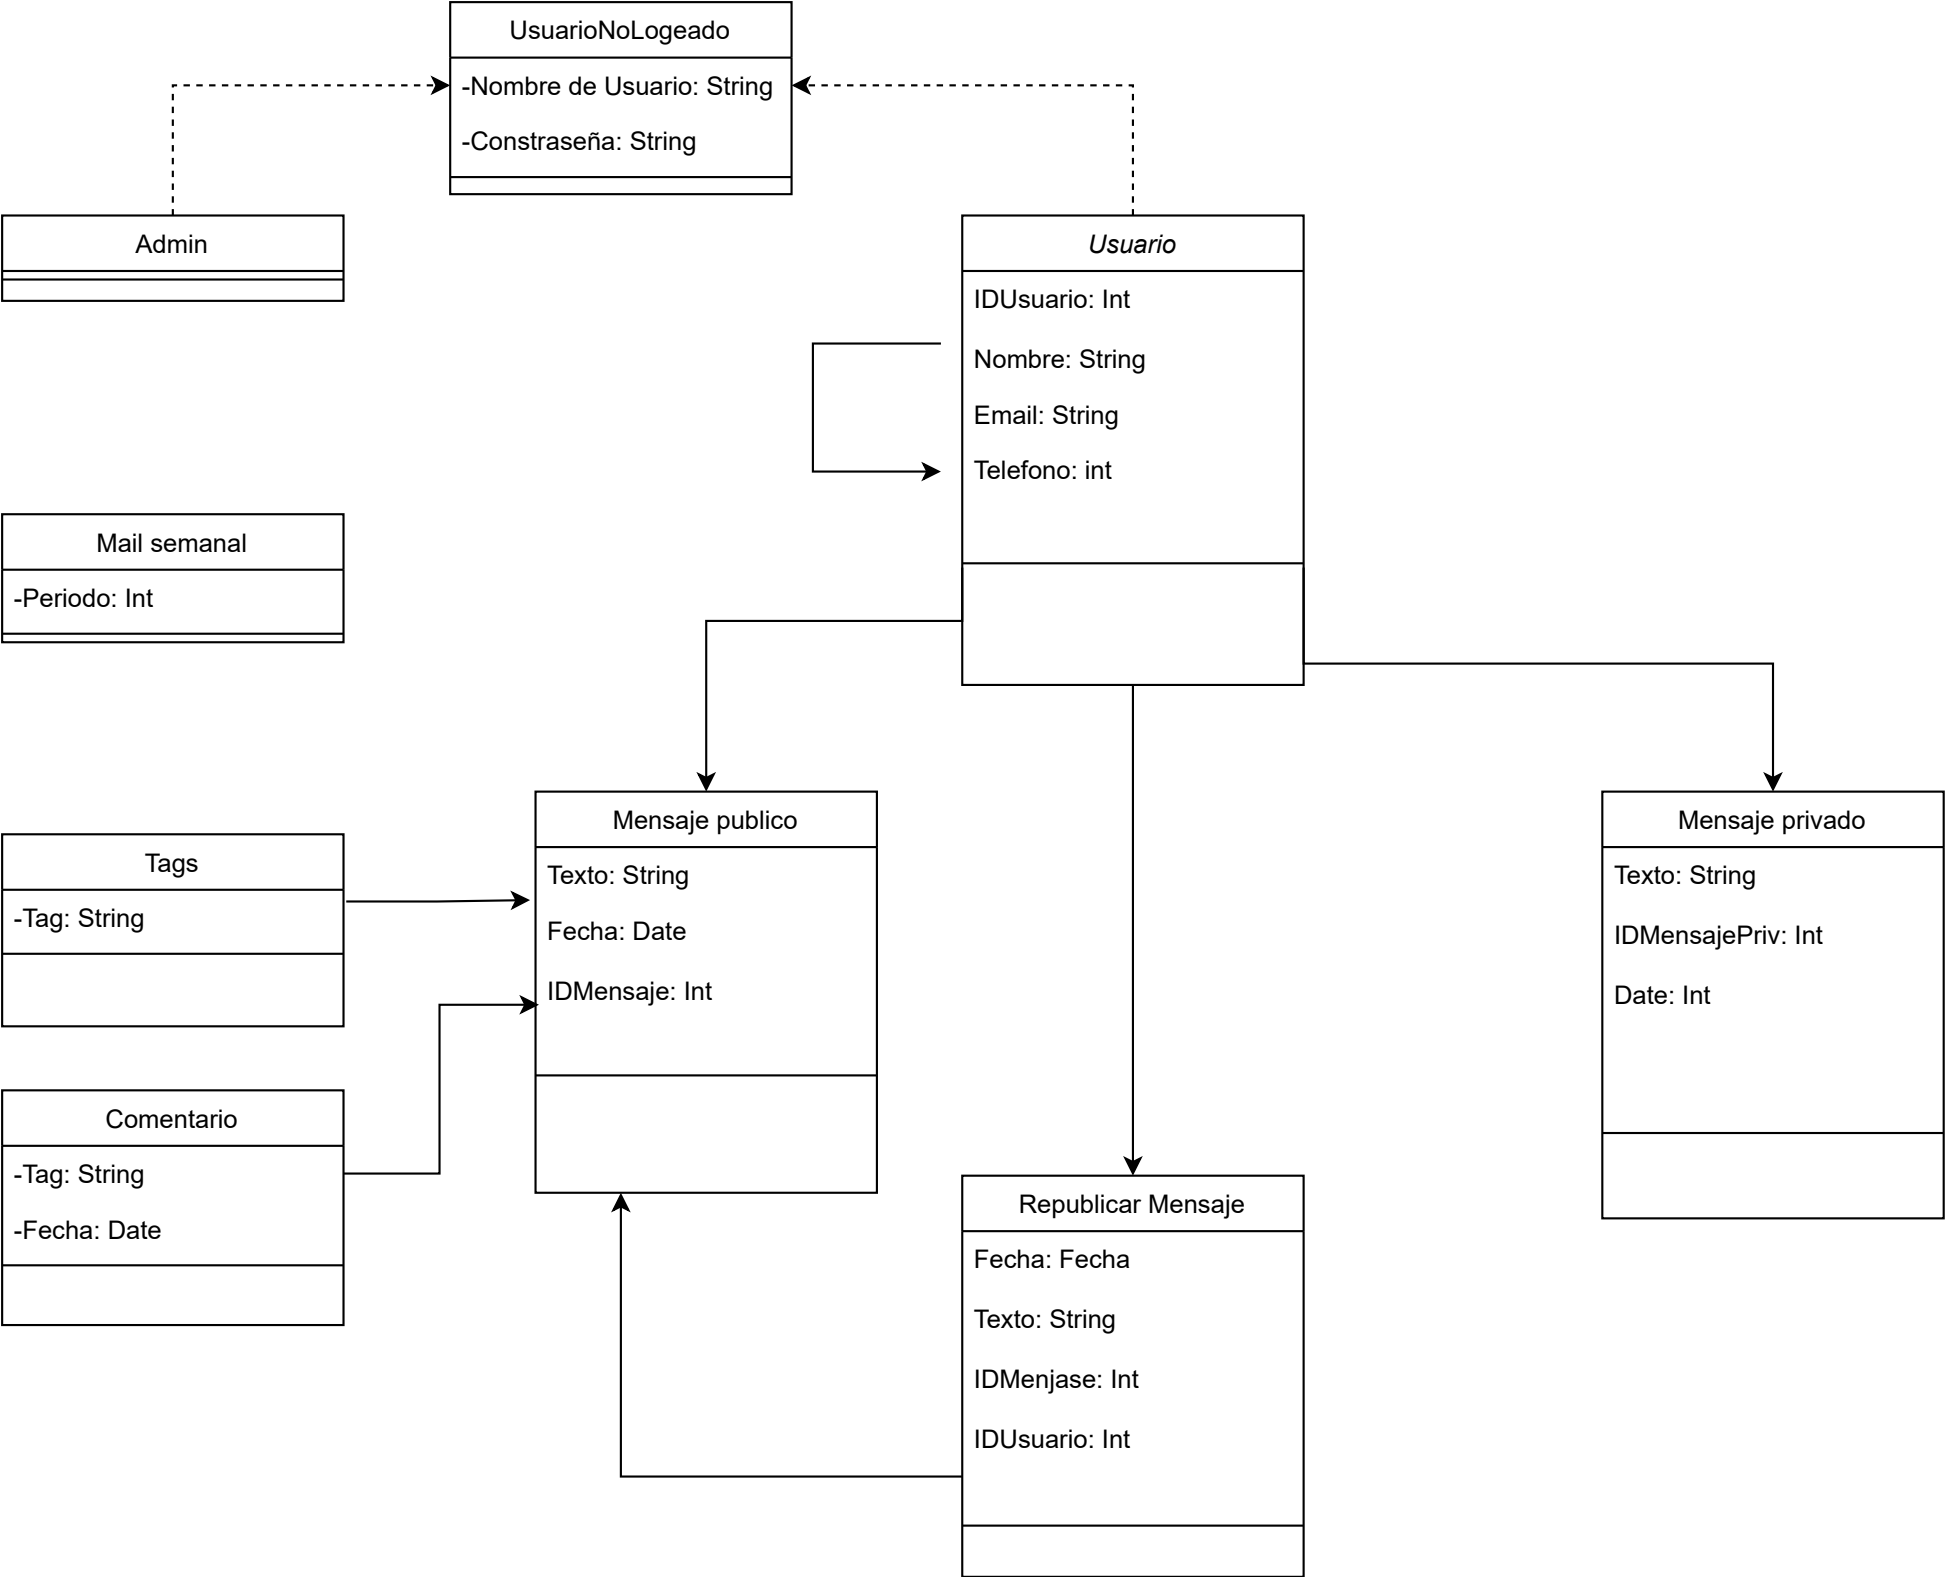 UsuarioNoLogeado
-Nombre de Usuario: String
-Constraseña: String
Admin
Usuario
IDUsuario: Int
Nombre: String
Email: String
Telefono: int
Mail semanal
-Periodo: Int
Mensaje publico
Texto: String
Fecha: Date
IDMensaje: Int
Mensaje privado
Texto: String
IDMensajePriv: Int
Date: Int
Tags
-Tag: String
Comentario
-Tag: String
-Fecha: Date
Republicar Mensaje
Fecha: Fecha
Texto: String
IDMenjase: Int
IDUsuario: Int